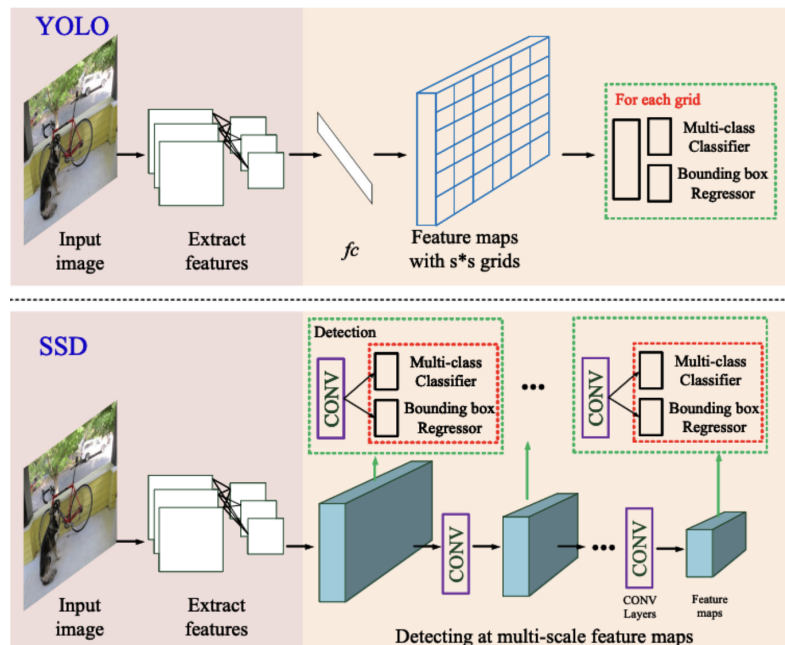 YOLO
Input
image
Extract
features
fc
Feature maps
with s*s grids
For each grid
Multi-class
Classifier
Bounding box
Regressor
SSD
Input
image
Extract
features
Detection
CONV
Multi-class
Classifier
Bounding box
Regressor
...
CONV
Multi-class
Classifier
Bounding box
Regressor
CONV
...
CONV
CONV
Layers
Feature
maps
Detecting at multi-scale feature maps